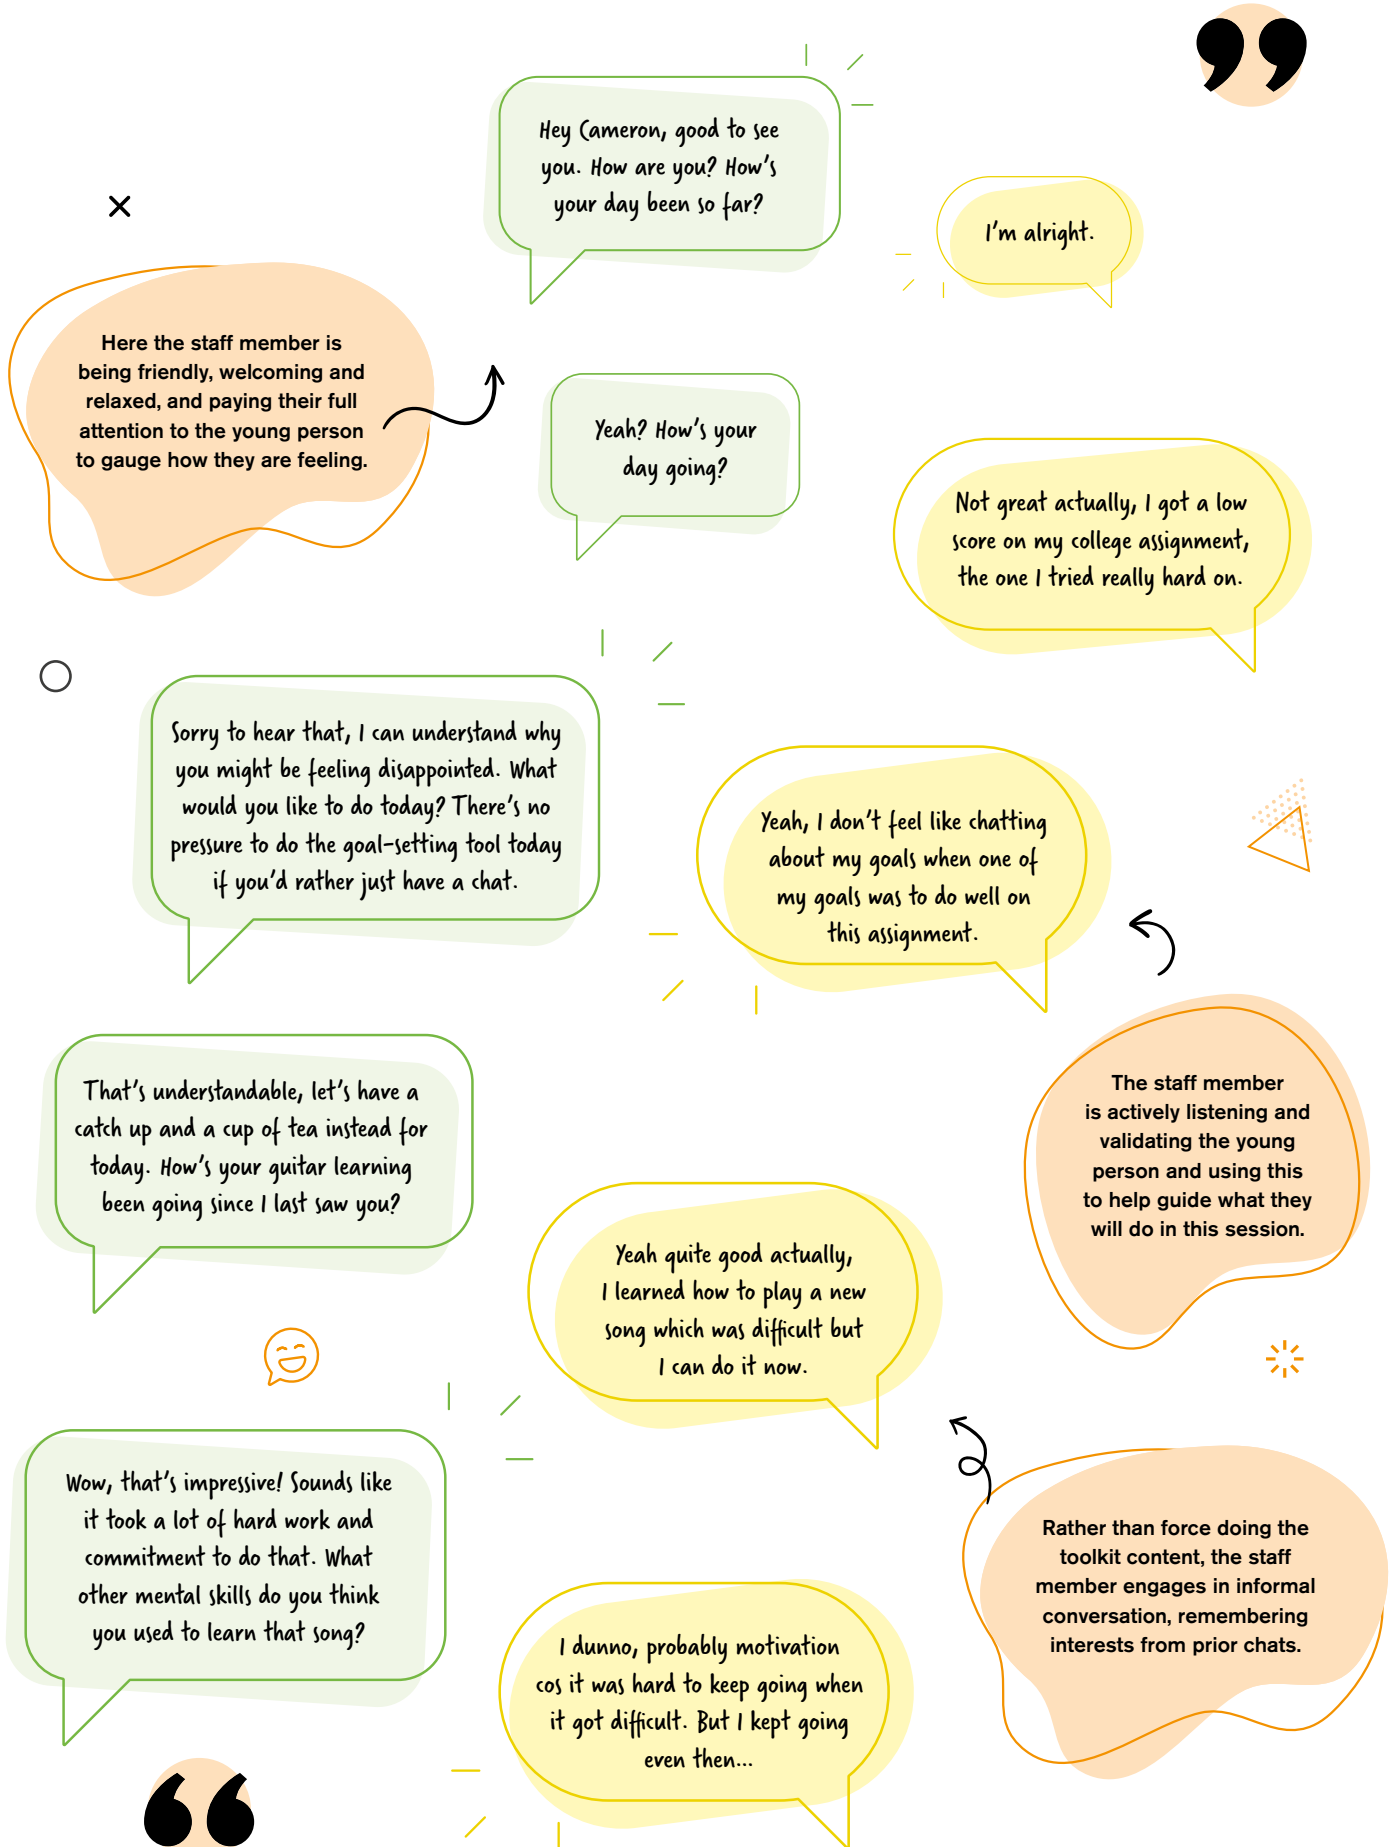 Hey Cameron, good to see
you. How are you? How's
your day been so far?
I'm alright.
Here the staff member is
being friendly, welcoming and
relaxed, and paying their full
attention to the young person
to gauge how they are feeling.
Yeah? How's your
day going?
Not great actually, I got a low
score on my college assignment,
the one I tried really hard on.
Sorry to hear that, I can understand why
you might be feeling disappointed. What
would you like to do today? There's no
pressure to do the goal-setting tool today
if you'd rather just have a chat.
Yeah, I don't feel like chatting
about my goals when one of
my goals was to do well on
this assignment.
The staff member
is actively listening and
validating the young
person and using this
to help guide what they
will do in this session.
That's understandable, let's have a
catch up and a cup of tea instead for
today. How's your guitar learning
been going since I last saw you?
Yeah quite good actually,
I learned how to play a new
song which was difficult but
I can do it now.
Rather than force doing the
toolkit content, the staff
member engages in informal
conversation, remembering
interests from prior chats.
Wow, that's impressive! Sounds like
it took a lot of hard work and
commitment to do that. What
other mental skills do you think
you used to learn that song?
I dunno, probably motivation
cos it was hard to keep going when
it got difficult. But I kept going
even then...